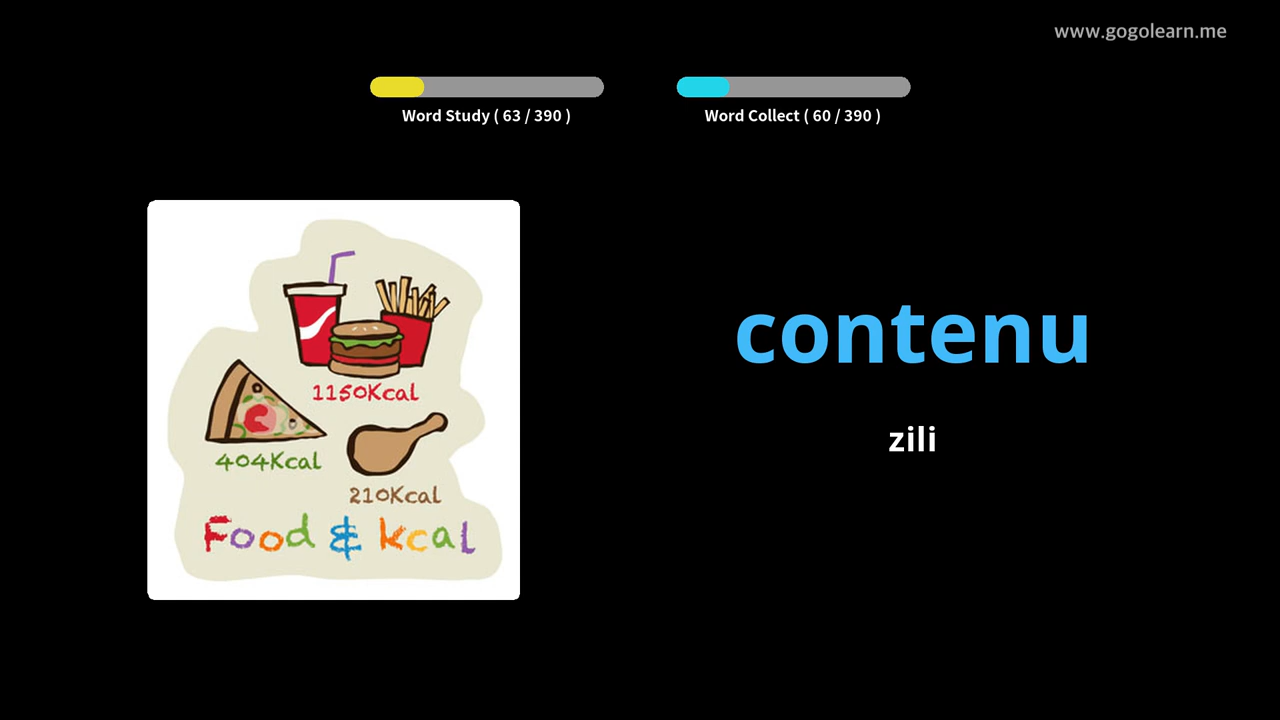 www.gogolearn.me
Word Study ( 63 / 390 )
Word Collect ( 60 / 390 )
1150Kcal
404Kcal
210Kcal
Food & kcal
contenu
zili